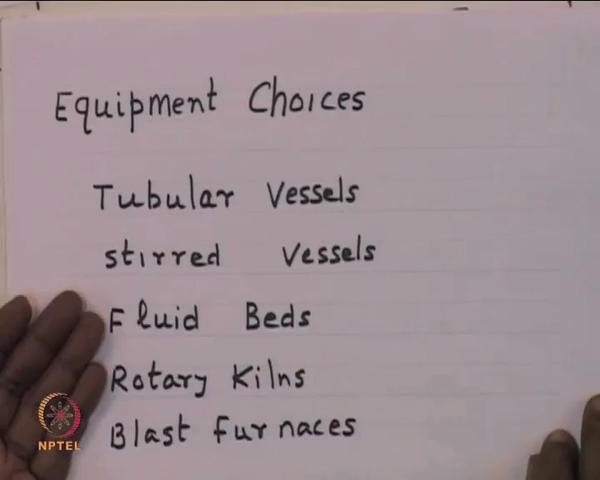 Equipment Choices
Tubular Vessels
stirred Vessels
Fluid Beds
Rotary Kilns
Blast furnaces
NPTEL